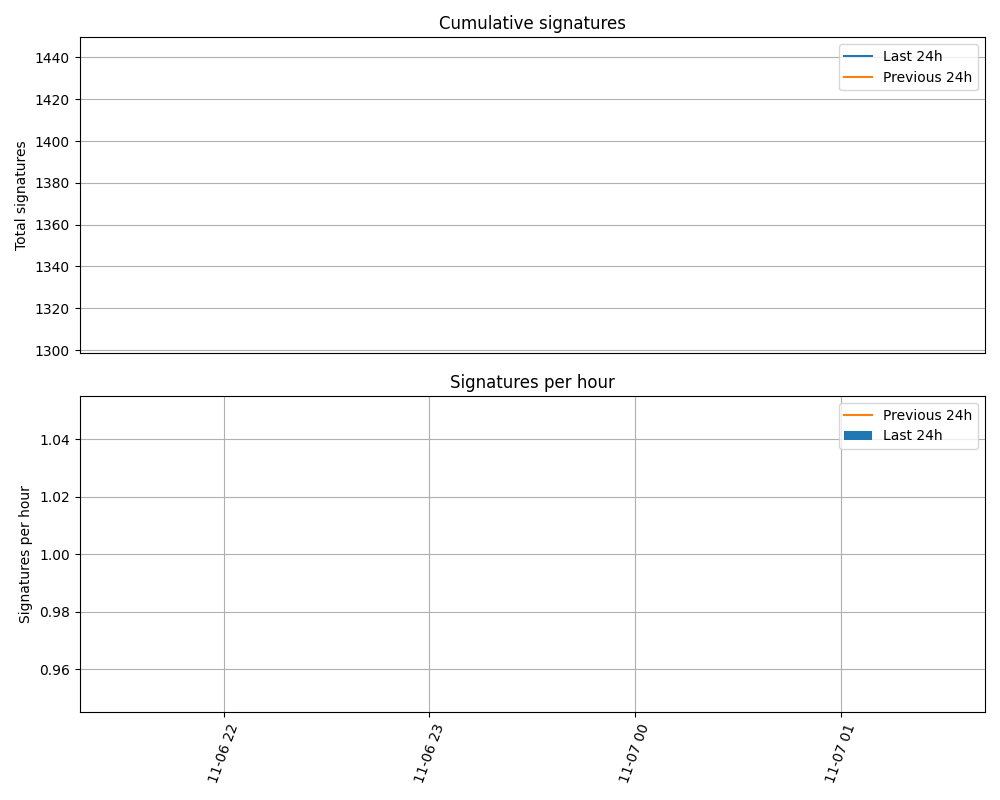 Cumulative signatures
Last 24h
Previous 24h
1440
1420
1400
1380
1360
1340
1320
1300
Total signatures
Signatures per hour
Previous 24h
Last 24h
1.04
1.02
1.00
0.98
0.96
Signatures per hour
11-06 22
11-06 23
11-07 00
11-07 01